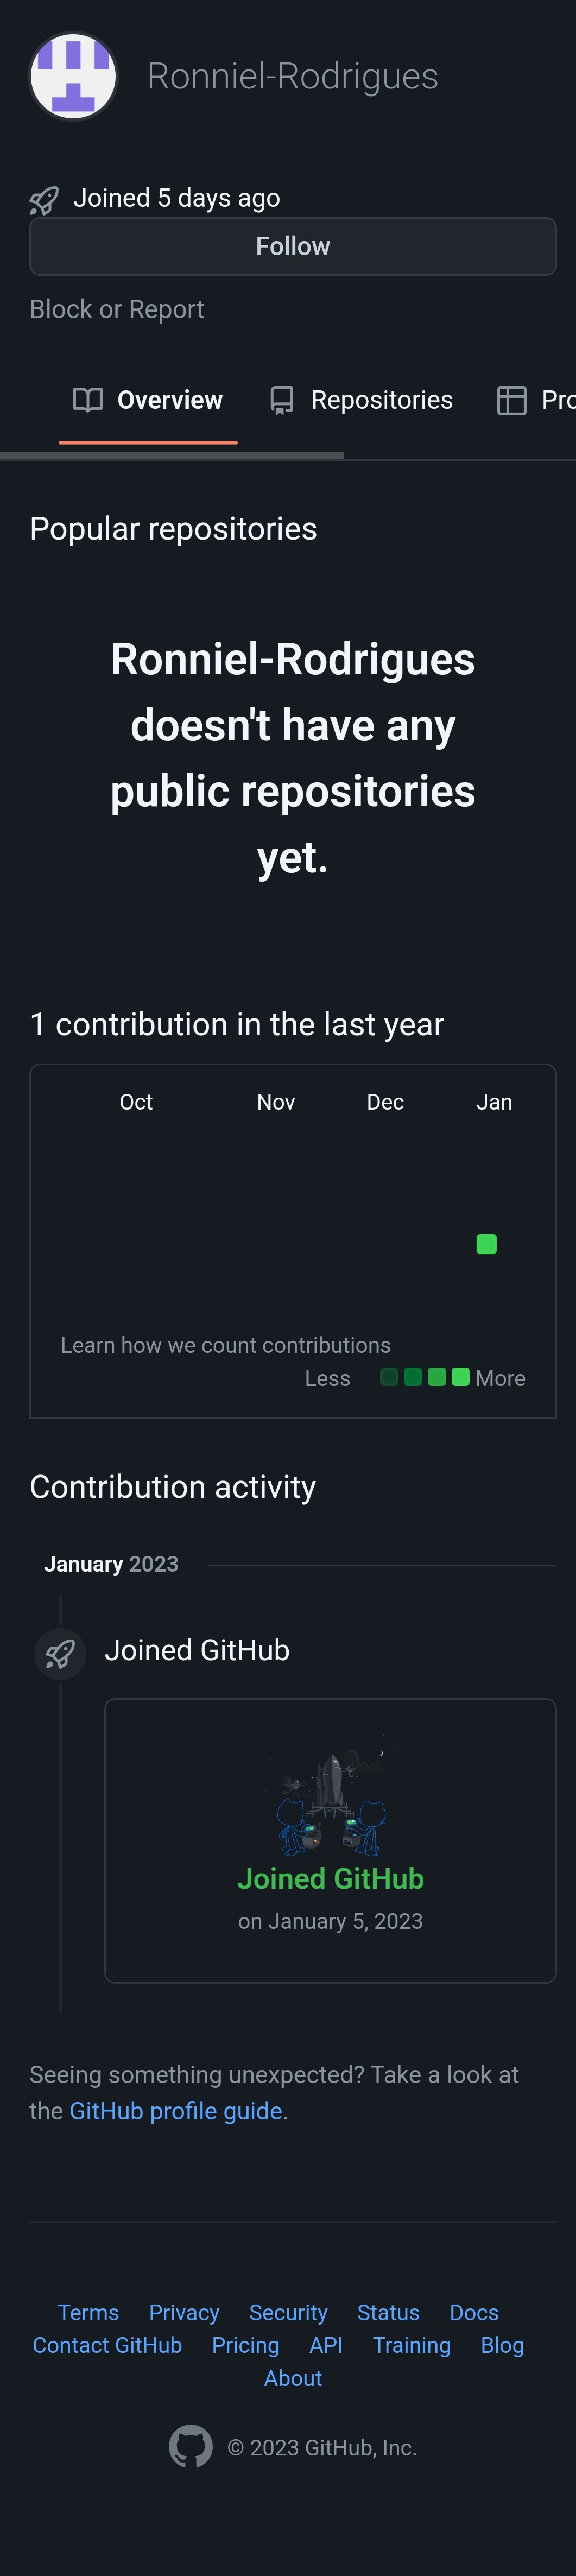 Ronniel-Rodrigues
Joined 5 days ago
Follow
Block or Report
Overview Repositories Pro
Popular repositories
Ronniel-Rodrigues
doesn't have any
public repositories
yet.
1 contribution in the last year
Oct Nov Dec Jan
Learn how we count contributions
Less More
Contribution activity
January 2023
Joined GitHub
Joined GitHub
on January 5, 2023
Seeing something unexpected? Take a look at
the GitHub profile guide.
Terms Privacy Security Status Docs
Contact GitHub Pricing API Training Blog
About
© 2023 GitHub, Inc.